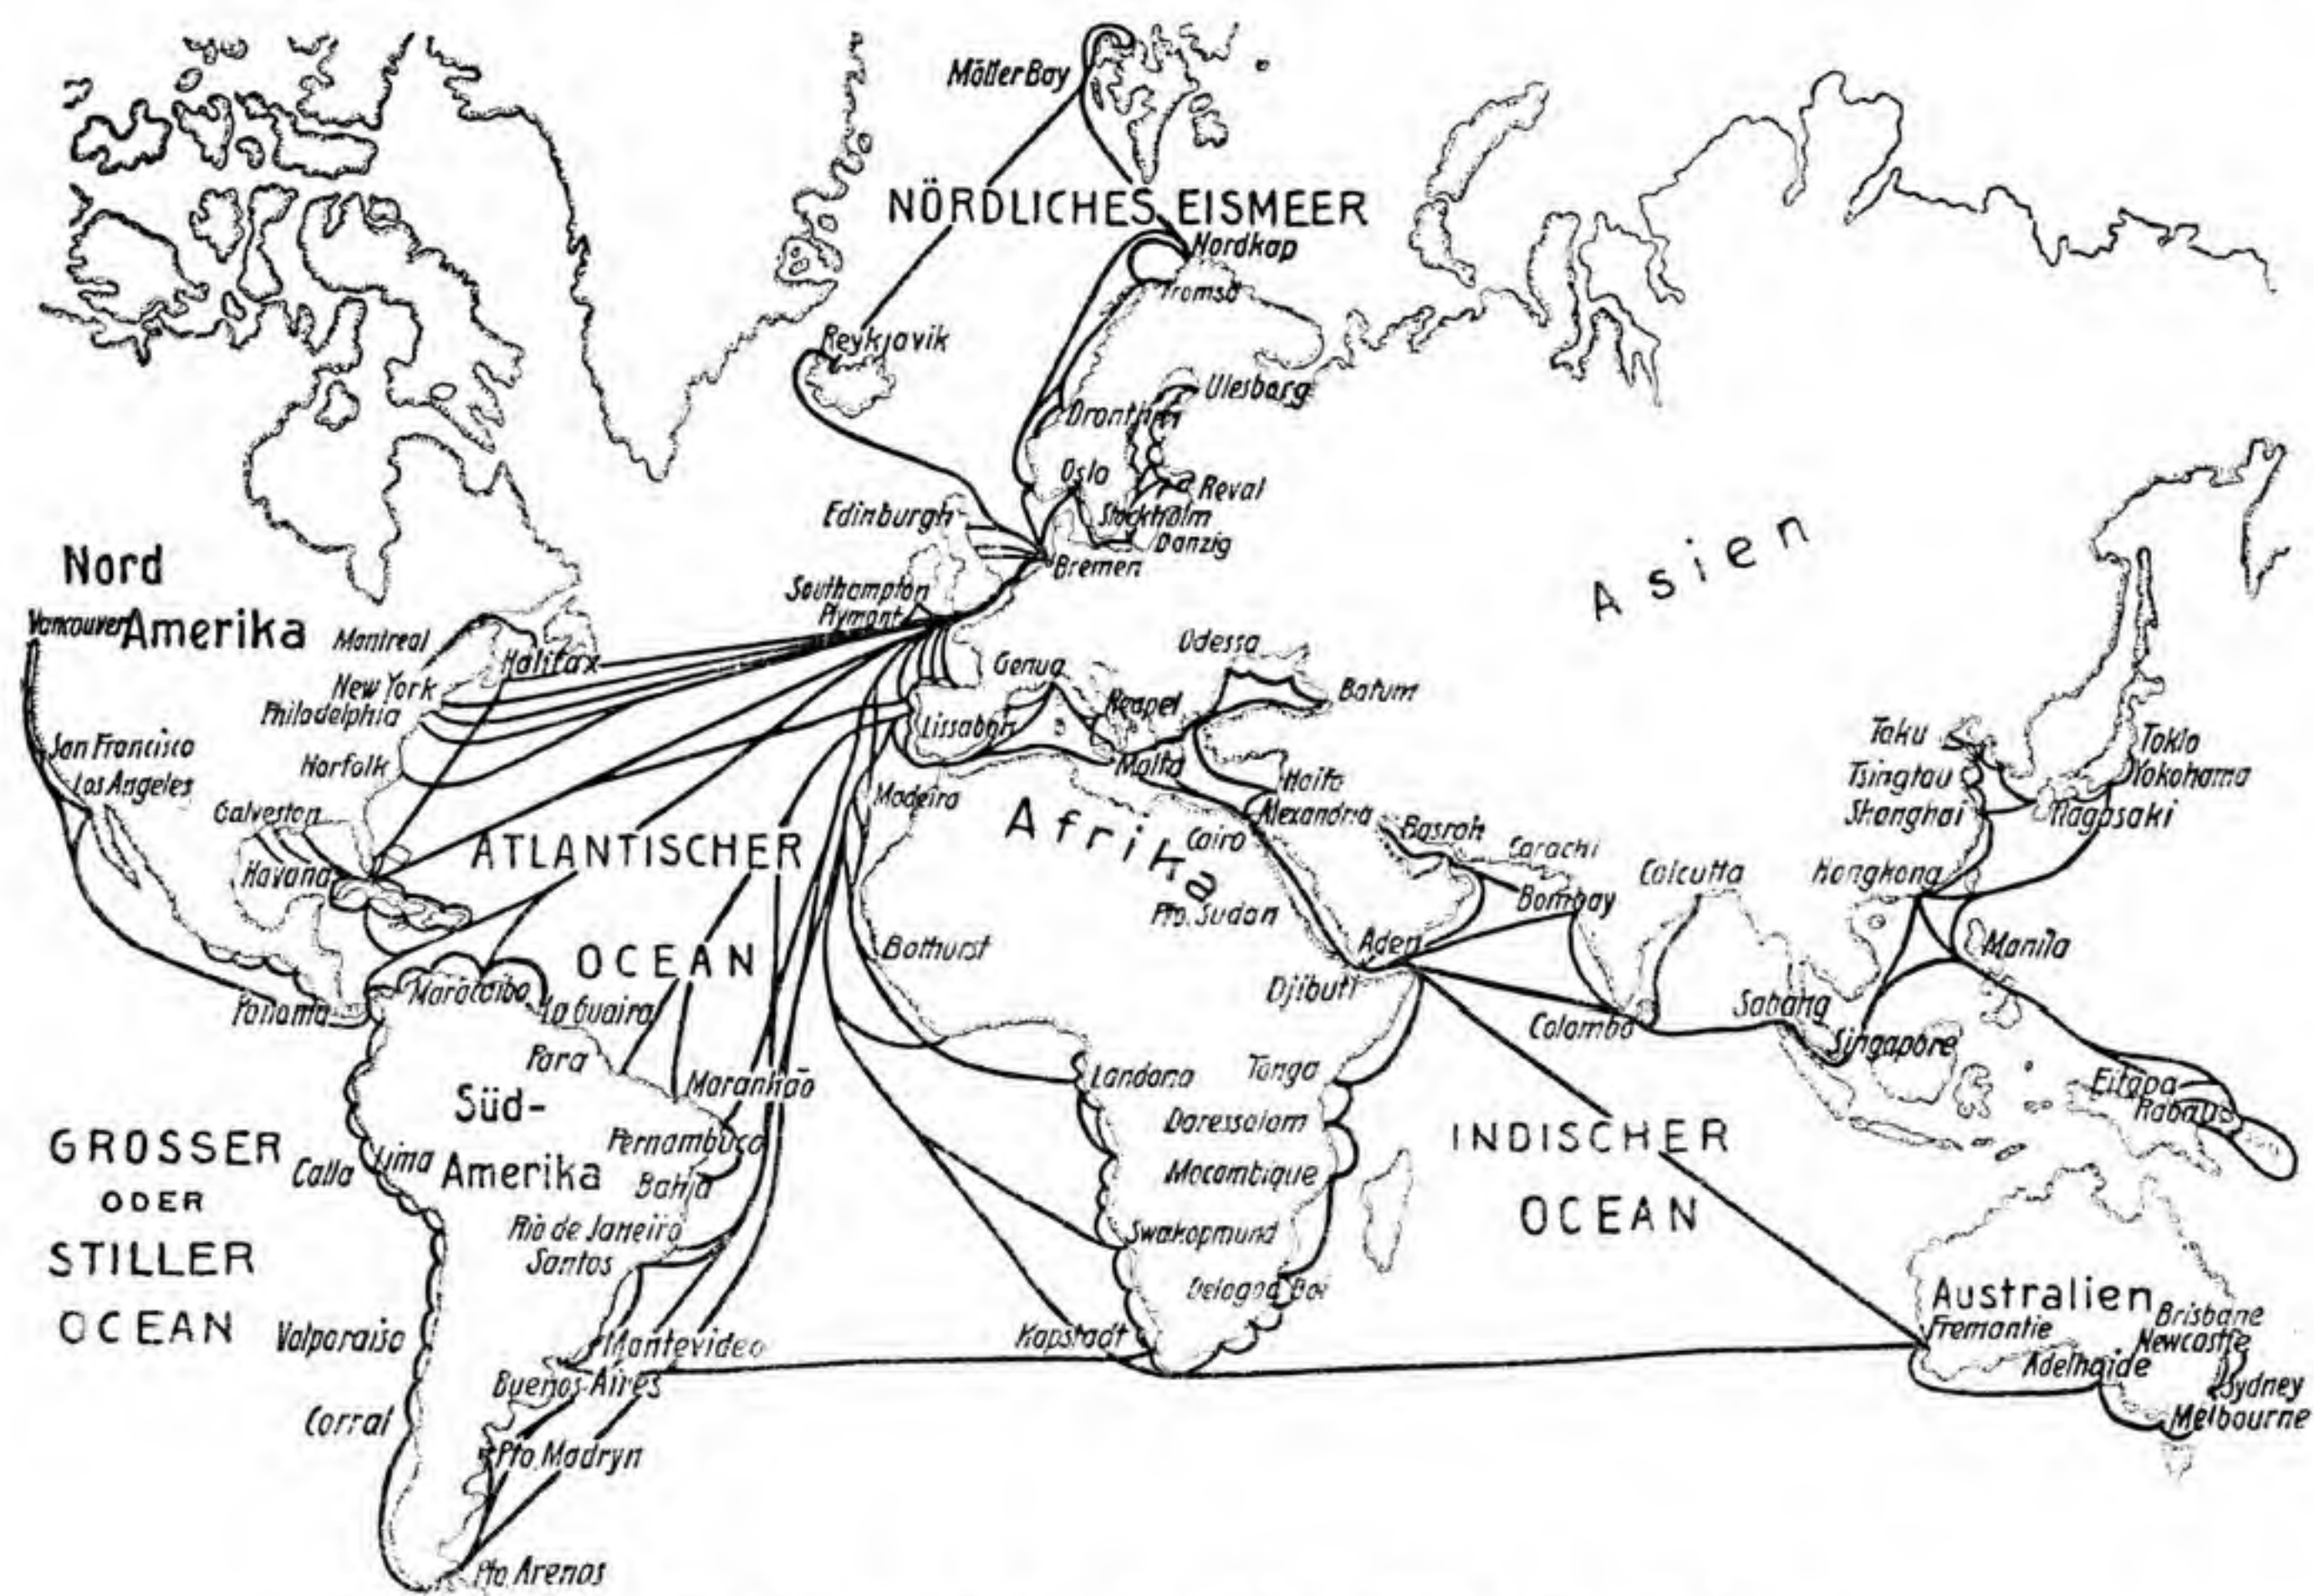 Möller Bay
NÖRDLICHES EISMEER
Nordkap
Tromsö
Reykjavik
Ulesborg
Drontheim
Oslo
Reval
Edinburgh
Stockholm
Danzig
Bremen
Asien
Nord
Amerika
Vancouver
Southampton
Plymont
Montreal
Halifax
New York
Philadelphia
Norfolk
San Francisco
Los Angeles
Galveston
Havana
Genua
Odessa
Neapel
Batum
Lissabon
Malta
Haifa
Madeira
Alexandria
Afrika
Cairo
Basrah
Carachi
Calcutta
Bombay
Pto. Sudan
Taku
Tsingtau
Shanghai
Tokio
Yokohama
Nagasaki
Hongkong
Manila
ATLANTISCHER
OCEAN
Bathurst
Aden
Djibuti
Colombo
Sabang
Singapore
Panama
Maracaibo
La Guaira
Para
Maranhão
Landana
Tanga
Daressalam
Mocambique
Eitapa
Rabaul
Süd-
Amerika
Pernambuco
Bahia
Rio de Janeiro
Santos
GROSSER
ODER
STILLER
OCEAN
Calla
Lima
Valparaiso
Corral
Swakopmund
Delagoa Bai
Kapstadt
INDISCHER
OCEAN
Australien
Brisbane
Fremantle
Newcastle
Adelhaide
Sydney
Melbourne
Montevideo
Buenos-Aires
Pto. Madryn
Pto. Arenas